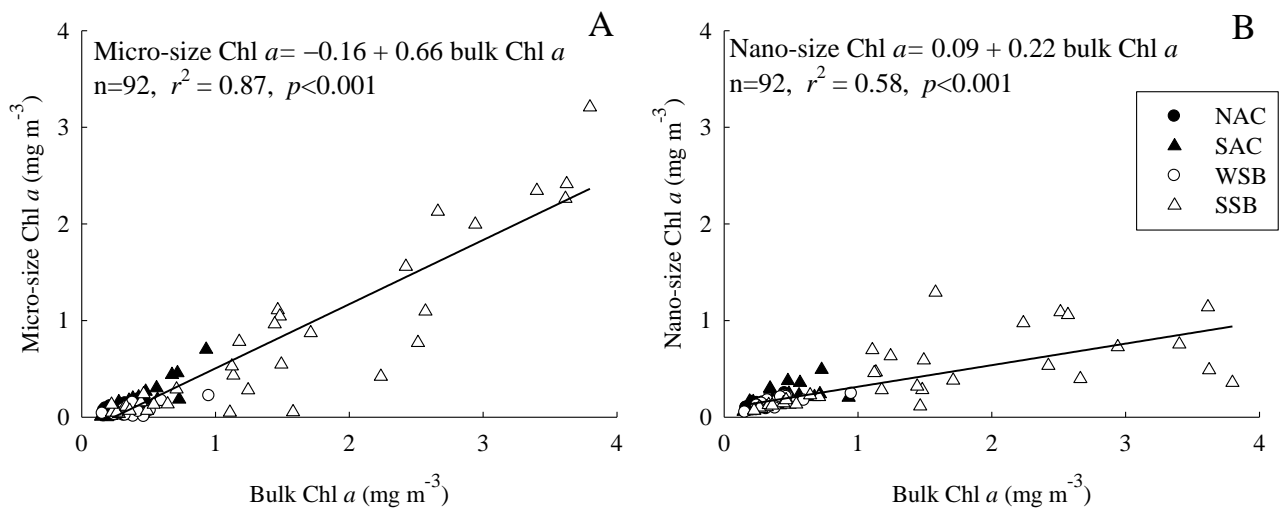 A
Micro-size Chl a= −0.16 + 0.66 bulk Chl a
n=92, r² = 0.87, p<0.001
Micro-size Chl a (mg m⁻³)
4
3
2
1
0
0 1 2 3 4
Bulk Chl a (mg m⁻³)
B
Nano-size Chl a= 0.09 + 0.22 bulk Chl a
n=92, r² = 0.58, p<0.001
NAC
SAC
WSB
SSB
Nano-size Chl a (mg m⁻³)
4
3
2
1
0
0 1 2 3 4
Bulk Chl a (mg m⁻³)